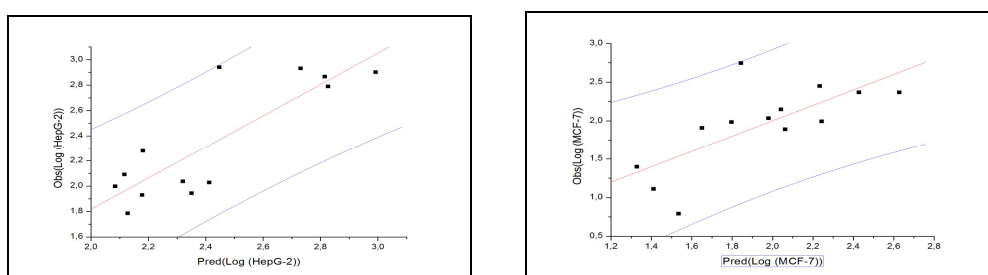 3,0
2,8
2,6
2,4
2,2
2,0
1,8
1,6
Obs(Log (HepG-2))
2,0 2,2 2,4 2,6 2,8 3,0
Pred(Log (HepG-2))
3,0
2,5
2,0
1,5
1,0
0,5
Obs(Log (MCF-7))
1,2 1,4 1,6 1,8 2,0 2,2 2,4 2,6 2,8
Pred(Log (MCF-7))